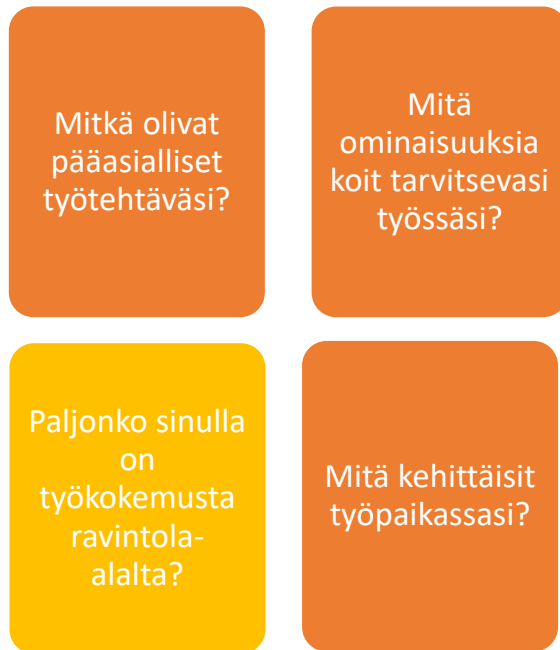 Mitkä olivat
pääasialliset
työtehtäväsi?
Mitä
ominaisuuksia
koit tarvitsevasi
työssäsi?
Paljonko sinulla
on
työkokemusta
ravintola-
alalta?
Mitä kehittäisit
työpaikassasi?